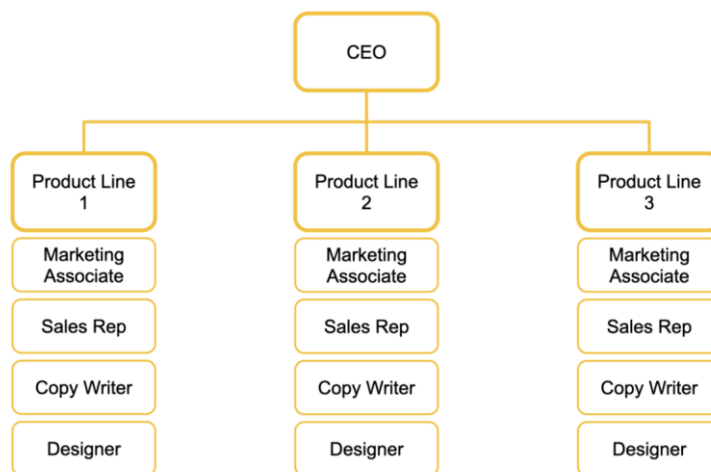 CEO
Product Line
1
Product Line
2
Product Line
3
Marketing
Associate
Marketing
Associate
Marketing
Associate
Sales Rep
Sales Rep
Sales Rep
Copy Writer
Copy Writer
Copy Writer
Designer
Designer
Designer